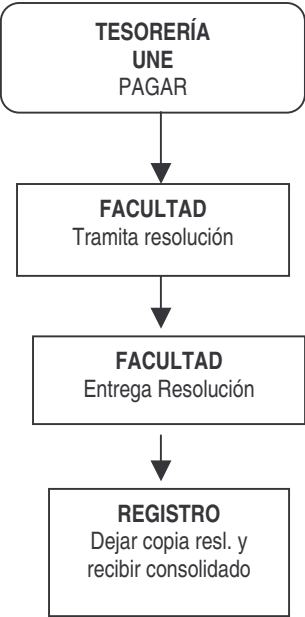 TESORERÍA
UNE
PAGAR
FACULTAD
Tramita resolución
FACULTAD
Entrega Resolución
REGISTRO
Dejar copia resl. y
recibir consolidado